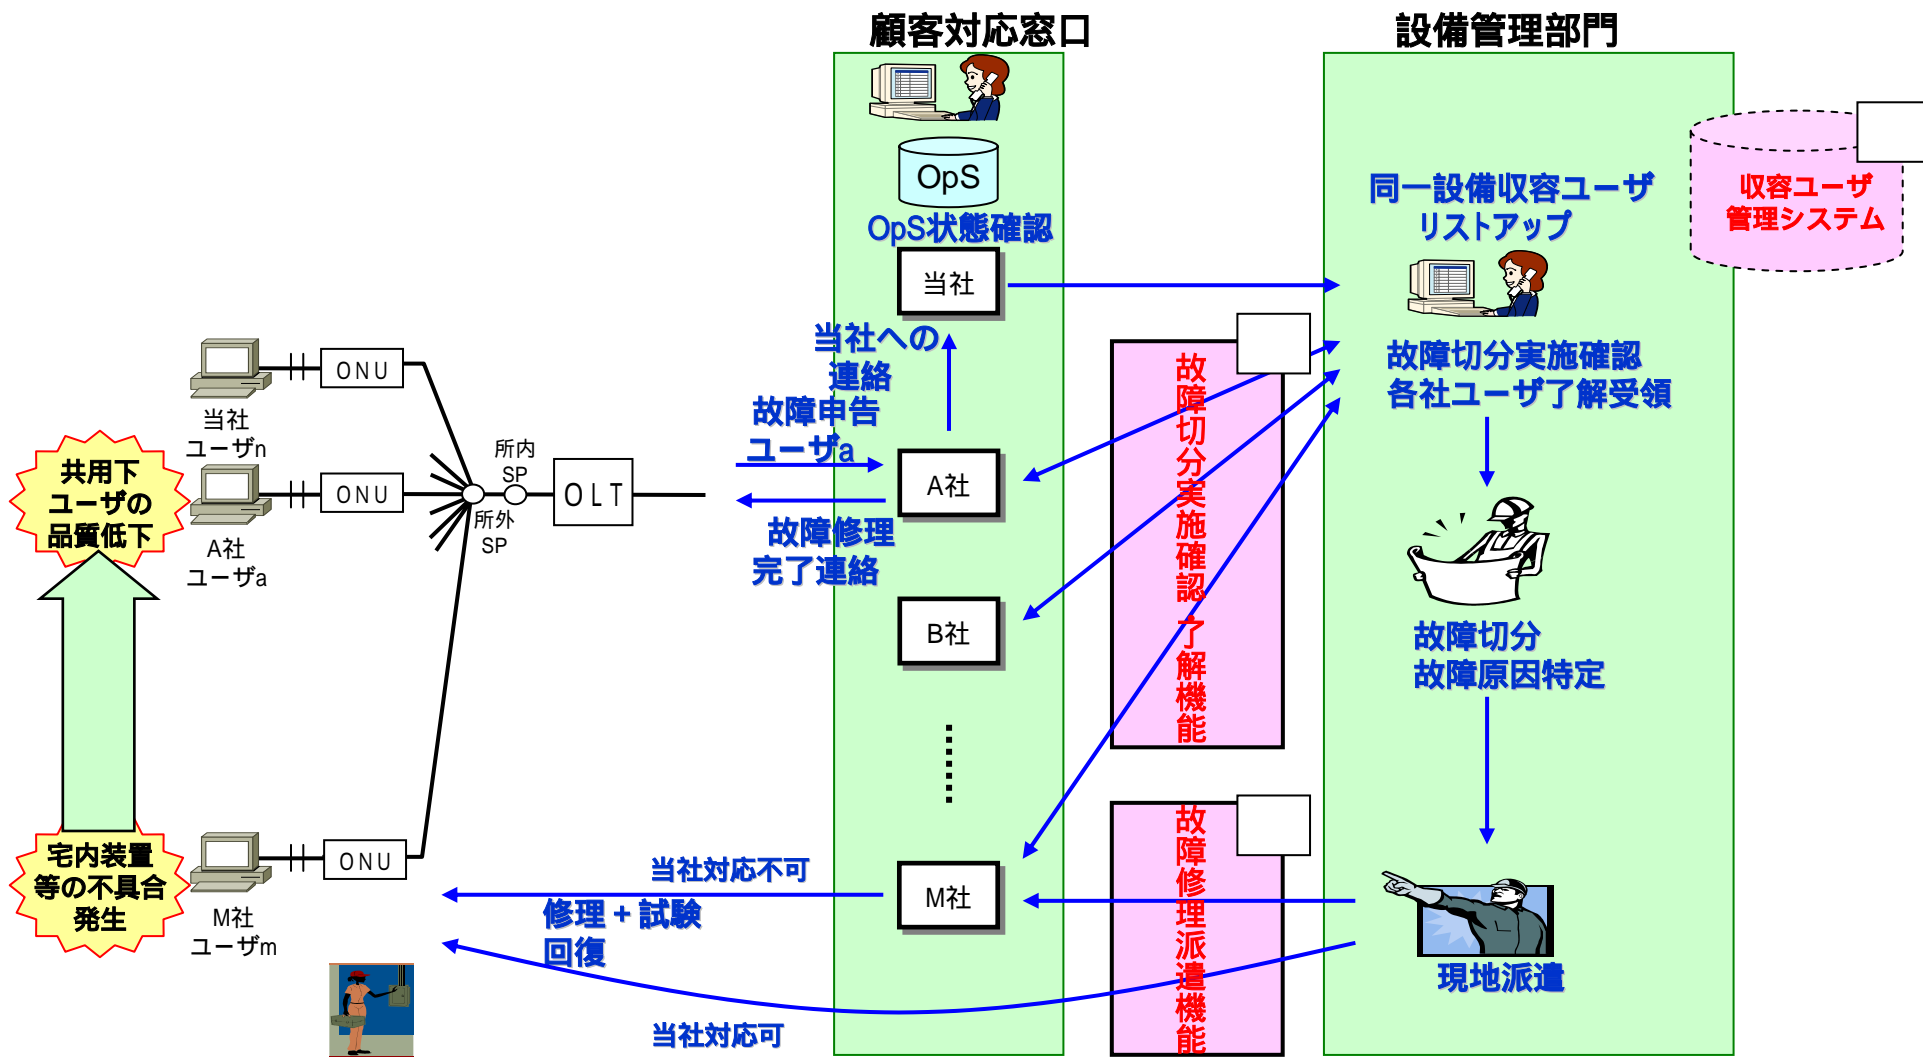 顧客対応窓口
設備管理部門
OpS
OpS状態確認
当社
同一設備収容ユーザ
リストアップ
収容ユーザ
管理システム
当社への
連絡
故障申告
ユーザa
A社
故障修理
完了連絡
B社
M社
故障切分実施確認・了解機能
故障修理派遣機能
故障切分実施確認
各社ユーザ了解受領
故障切分
故障原因特定
現地派遣
ONU
当社
ユーザn
共用下
ユーザの
品質低下
ONU
A社
ユーザa
所内
SP
所外
SP
OLT
宅内装置
等の不具合
発生
ONU
M社
ユーザm
当社対応不可
修理+試験
回復
当社対応可